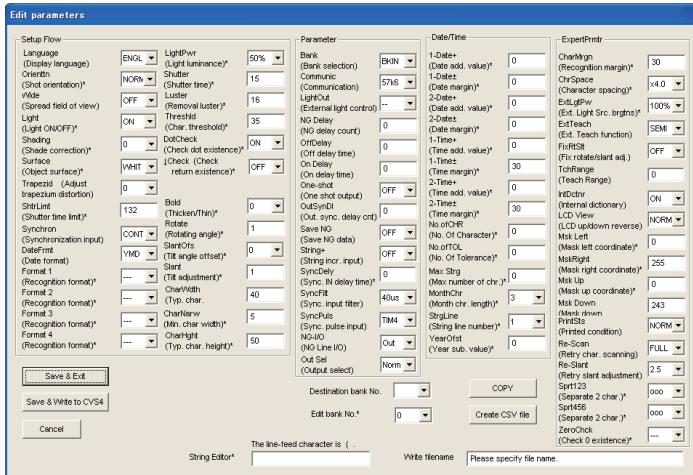 Edit parameters
Setup Flow
Language
(Display language)
ENGL
Orienttn
(Shot orientation)*
NORM
Wide
(Spread field of view)
OFF
Light
(Light ON/OFF)*
ON
Shading
(Shade correction)*
0
Surface
(Object surface)*
WHIT
Trapezid (Adjust
trapezium distortion)
0
ShtrLimt
(Shutter time limit)*
132
Synchron
(Synchronization input)
CONT
DateFrmt
(Date format)
YMD
Format 1
(Recognition format)*
---
Format 2
(Recognition format)*
---
Format 3
(Recognition format)*
---
Format 4
(Recognition format)*
---
LightPwr
(Light luminance)*
50%
Shutter
(Shutter time)*
15
Luster
(Removal luster)*
16
Threshld
(Char. threshold)*
35
DotCheck
(Check dot existence)*
ON
↓Check (Check
return existence)*
OFF
Bold
(Thicken/Thin)*
0
Rotate
(Rotating angle)*
1
SlantOfs
(Tilt angle offset)*
0
Slant
(Tilt adjustment)*
1
CharWdth
(Typ. char.
40
CharNarw
(Min. char width)*
5
CharHght
(Typ. char. height)*
50
Parameter
Bank
(Bank selection)
BKIN
Communic
(Communication)
57k6
LightOut
(External light control)
--
NG Delay
(NG delay count)
0
OffDelay
(Off delay time)
0
On Delay
(On delay time)
0
One-shot
(One shot output)
OFF
OutSynDl
(Out. sync. delay cnt)
0
Save NG
(Save NG data)
OFF
String+
(String incr. input)
OFF
SyncDely
(Sync. IN delay time)*
0
SyncFilt
(Sync. input filter)
40us
SyncPuls
(Sync. pulse input)
TIM4
NG-I/O
(NG Line I/O)
Out
Out Sel
(Output select)
Norm
Date/Time
1-Date+
(Date add. value)*
0
1-Date±
(Date margin)*
0
2-Date+
(Date add. value)*
0
2-Date±
(Date margin)*
0
1-Time+
(Time add. value)*
0
1-Time±
(Time margin)*
30
2-Time+
(Time add. value)*
0
2-Time±
(Time margin)*
30
No.ofCHR
(No. Of Character)*
0
No.ofTOL
(No. Of Tolerance)*
0
Max Strg
(Max number of chr.)*
0
MonthChr
(Month chr. length)*
3
StrgLine
(String line number)*
1
YearOfst
(Year sub. value)*
0
ExpertPrmtr
CharMrgn
(Recognition margin)*
30
ChrSpace
(Character spacing)*
x4.0
ExtLgtPw
(Ext. Light Src. brgtns)*
100%
ExtTeach
(Ext. Teach function)
SEMI
FixRtSlt
(Fix rotate/slant adj.)
OFF
TchRange
(Teach Range)
0
IntDctnr
(Internal dictionary)
ON
LCD View
(LCD up/down reverse)
NORM
Msk Left
(Mask left coordinate)*
0
MskRight
(Mask right coordinate)*
255
Msk Up
(Mask up coordinate)*
0
Msk Down
(Mask down
243
PrintSts
(Printed condition)
NORM
Re-Scan
(Retry char. scanning)
FULL
Re-Slant
(Retry slant adjustment)
2.5
Sprt123
(Separate 2 char.)*
ooo
Sprt456
(Separate 2 char.)*
ooo
ZeroChck
(Check 0 existence)*
---
Save & Exit
Save & Write to CVS4
Cancel
Destination bank No.
COPY
Edit bank No.*
0
Create CSV file
The line-feed character is { .
String Editor*
Write filename
Please specify file name.